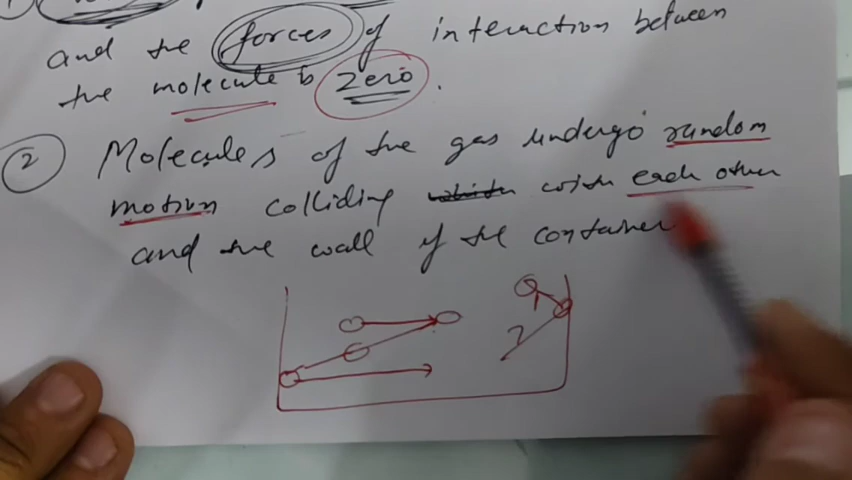 and the forces of interaction between
the molecule is zero.
2 Molecules of the gas undergo random
motion colliding with each other
and the wall of the container